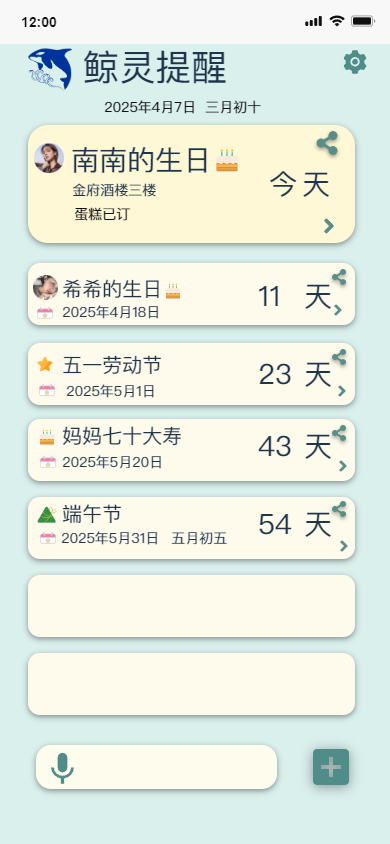 12:00
鲸灵提醒
2025年4月7日 三月初十
南南的生日
金府酒楼三楼
蛋糕已订
今天
希希的生日
2025年4月18日
11 天
五一劳动节
2025年5月1日
23 天
妈妈七十大寿
2025年5月20日
43 天
端午节
2025年5月31日 五月初五
54 天